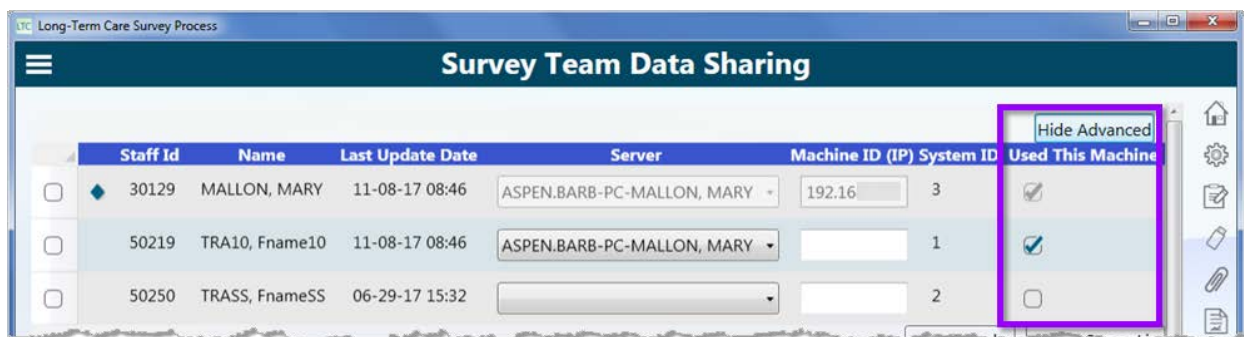 LTC Long-Term Care Survey Process
Survey Team Data Sharing
Hide Advanced
Staff Id Name Last Update Date Server Machine ID (IP) System ID Used This Machine
30129 MALLON, MARY 11-08-17 08:46 ASPEN.BARB-PC-MALLON, MARY 192.16 3
50219 TRA10, Fname10 11-08-17 08:46 ASPEN.BARB-PC-MALLON, MARY 1
50250 TRASS, FnameSS 06-29-17 15:32 2